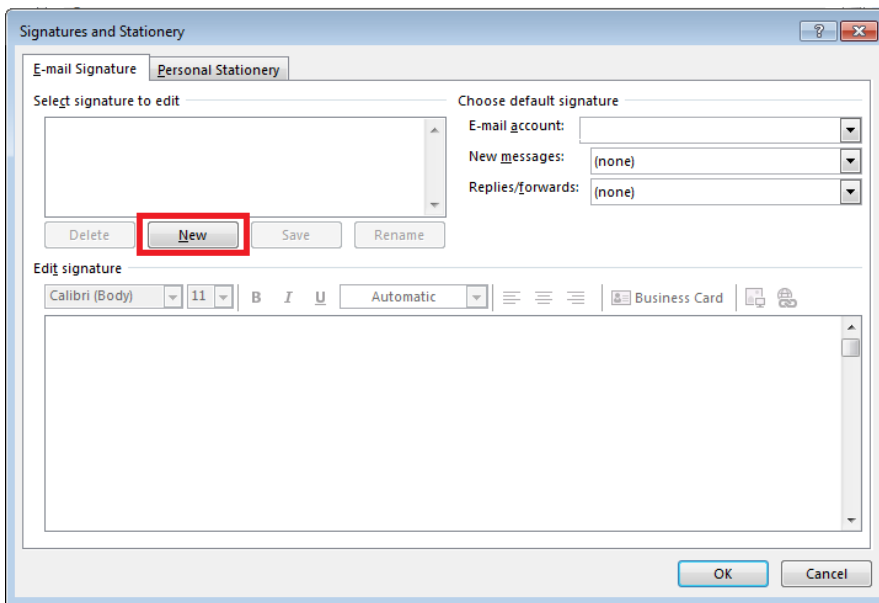 Signatures and Stationery
E-mail Signature Personal Stationery
Select signature to edit Choose default signature
E-mail account:
New messages: (none)
Replies/forwards: (none)
Delete New Save Rename
Edit signature
Calibri (Body) 11 B I U Automatic Business Card
OK Cancel